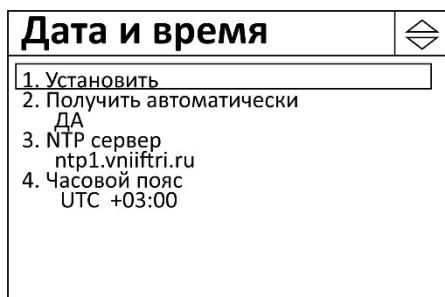 Дата и время
1. Установить
2. Получить автоматически
ДА
3. NTP сервер
ntp1.vniiftri.ru
4. Часовой пояс
UTC +03:00